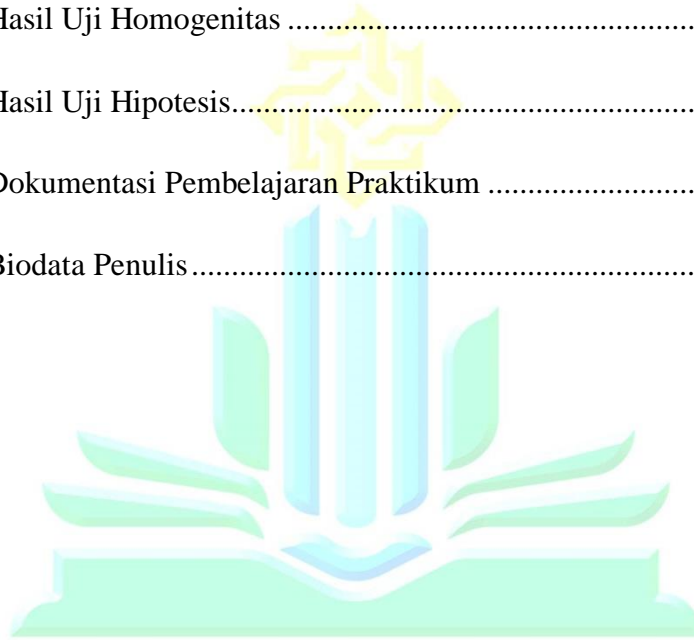 Hasil Uji Homogenitas ...................................................
Hasil Uji Hipotesis..........................................................
Dokumentasi Pembelajaran Praktikum ..........................
Biodata Penulis...............................................................